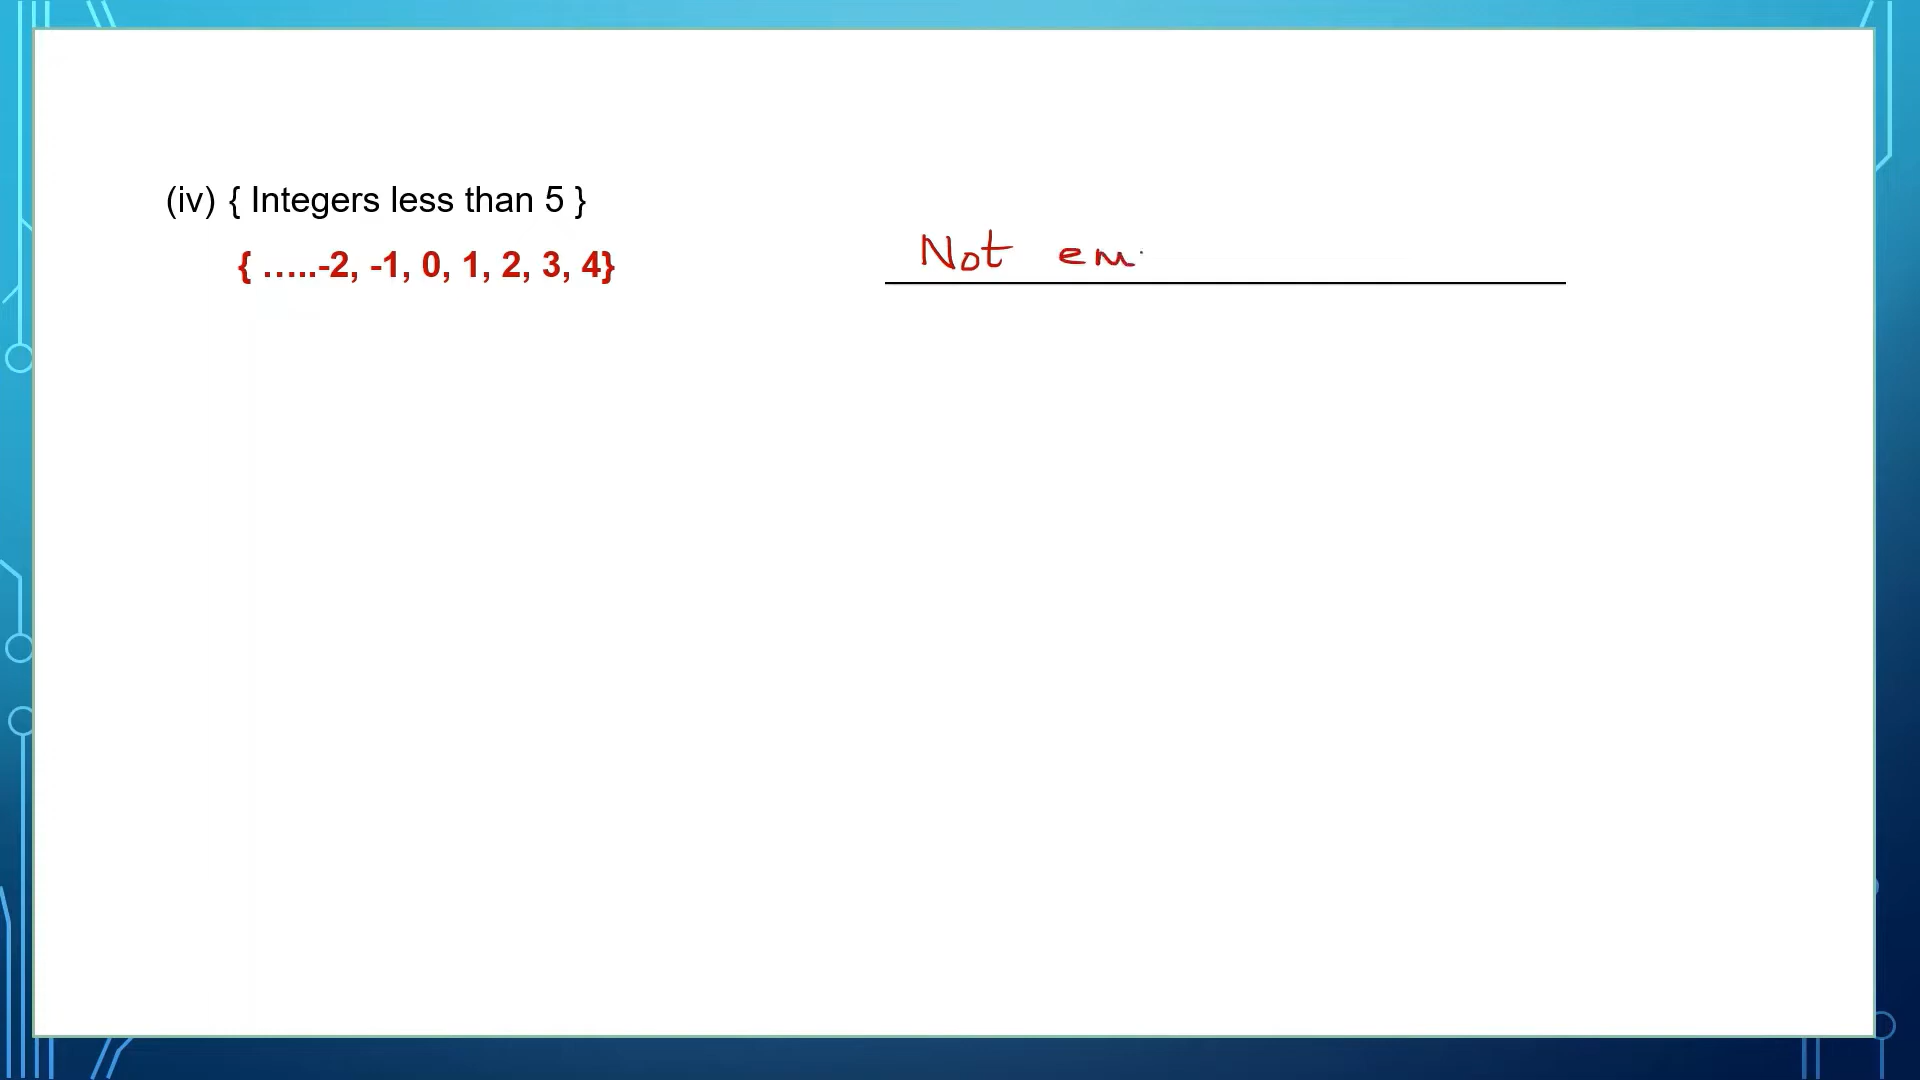 (iv) { Integers less than 5 }
{ .....-2, -1, 0, 1, 2, 3, 4}
Not em